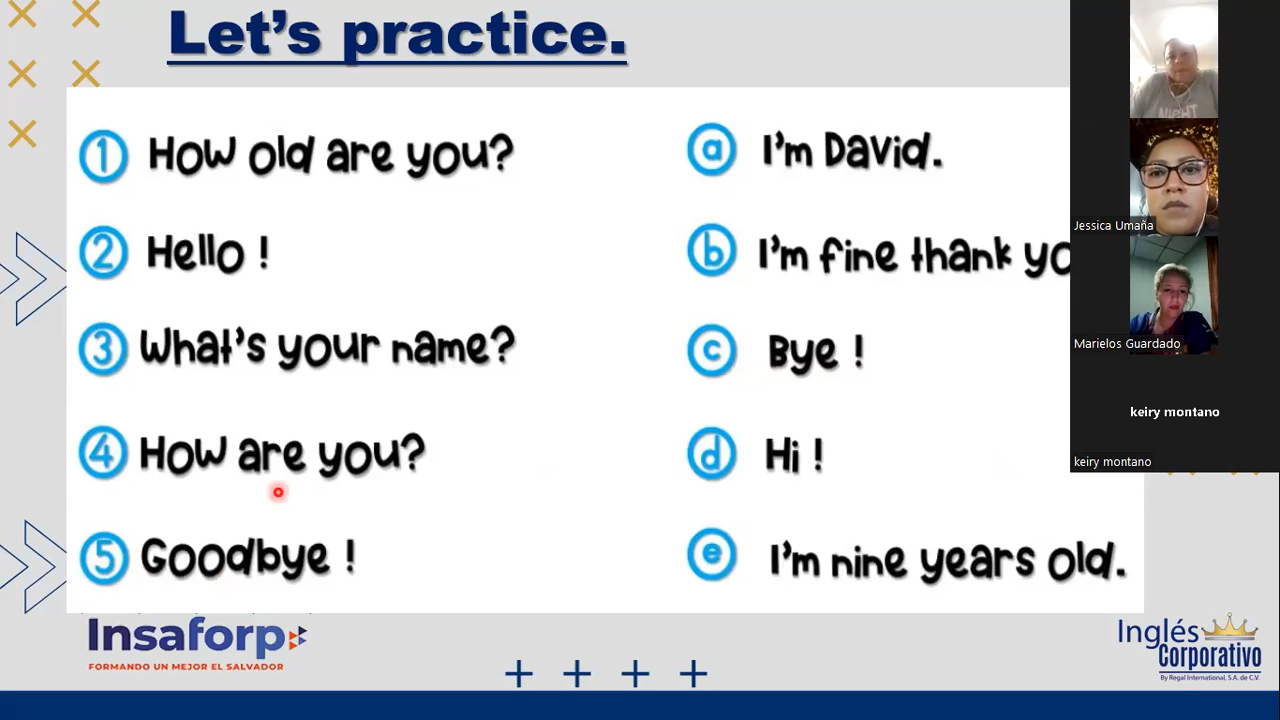 Let's practice.
1 How old are you?
2 Hello !
3 What's your name?
4 How are you?
5 Goodbye !
a I'm David.
b I'm fine thank yo
c Bye !
d Hi !
e I'm nine years old.
NIGHT
Jessica Umaña
Marielos Guardado
keiry montano
keiry montano
Insaforp
FORMANDO UN MEJOR EL SALVADOR
Inglés
Corporativo
By Regal International, S.A. de C.V.